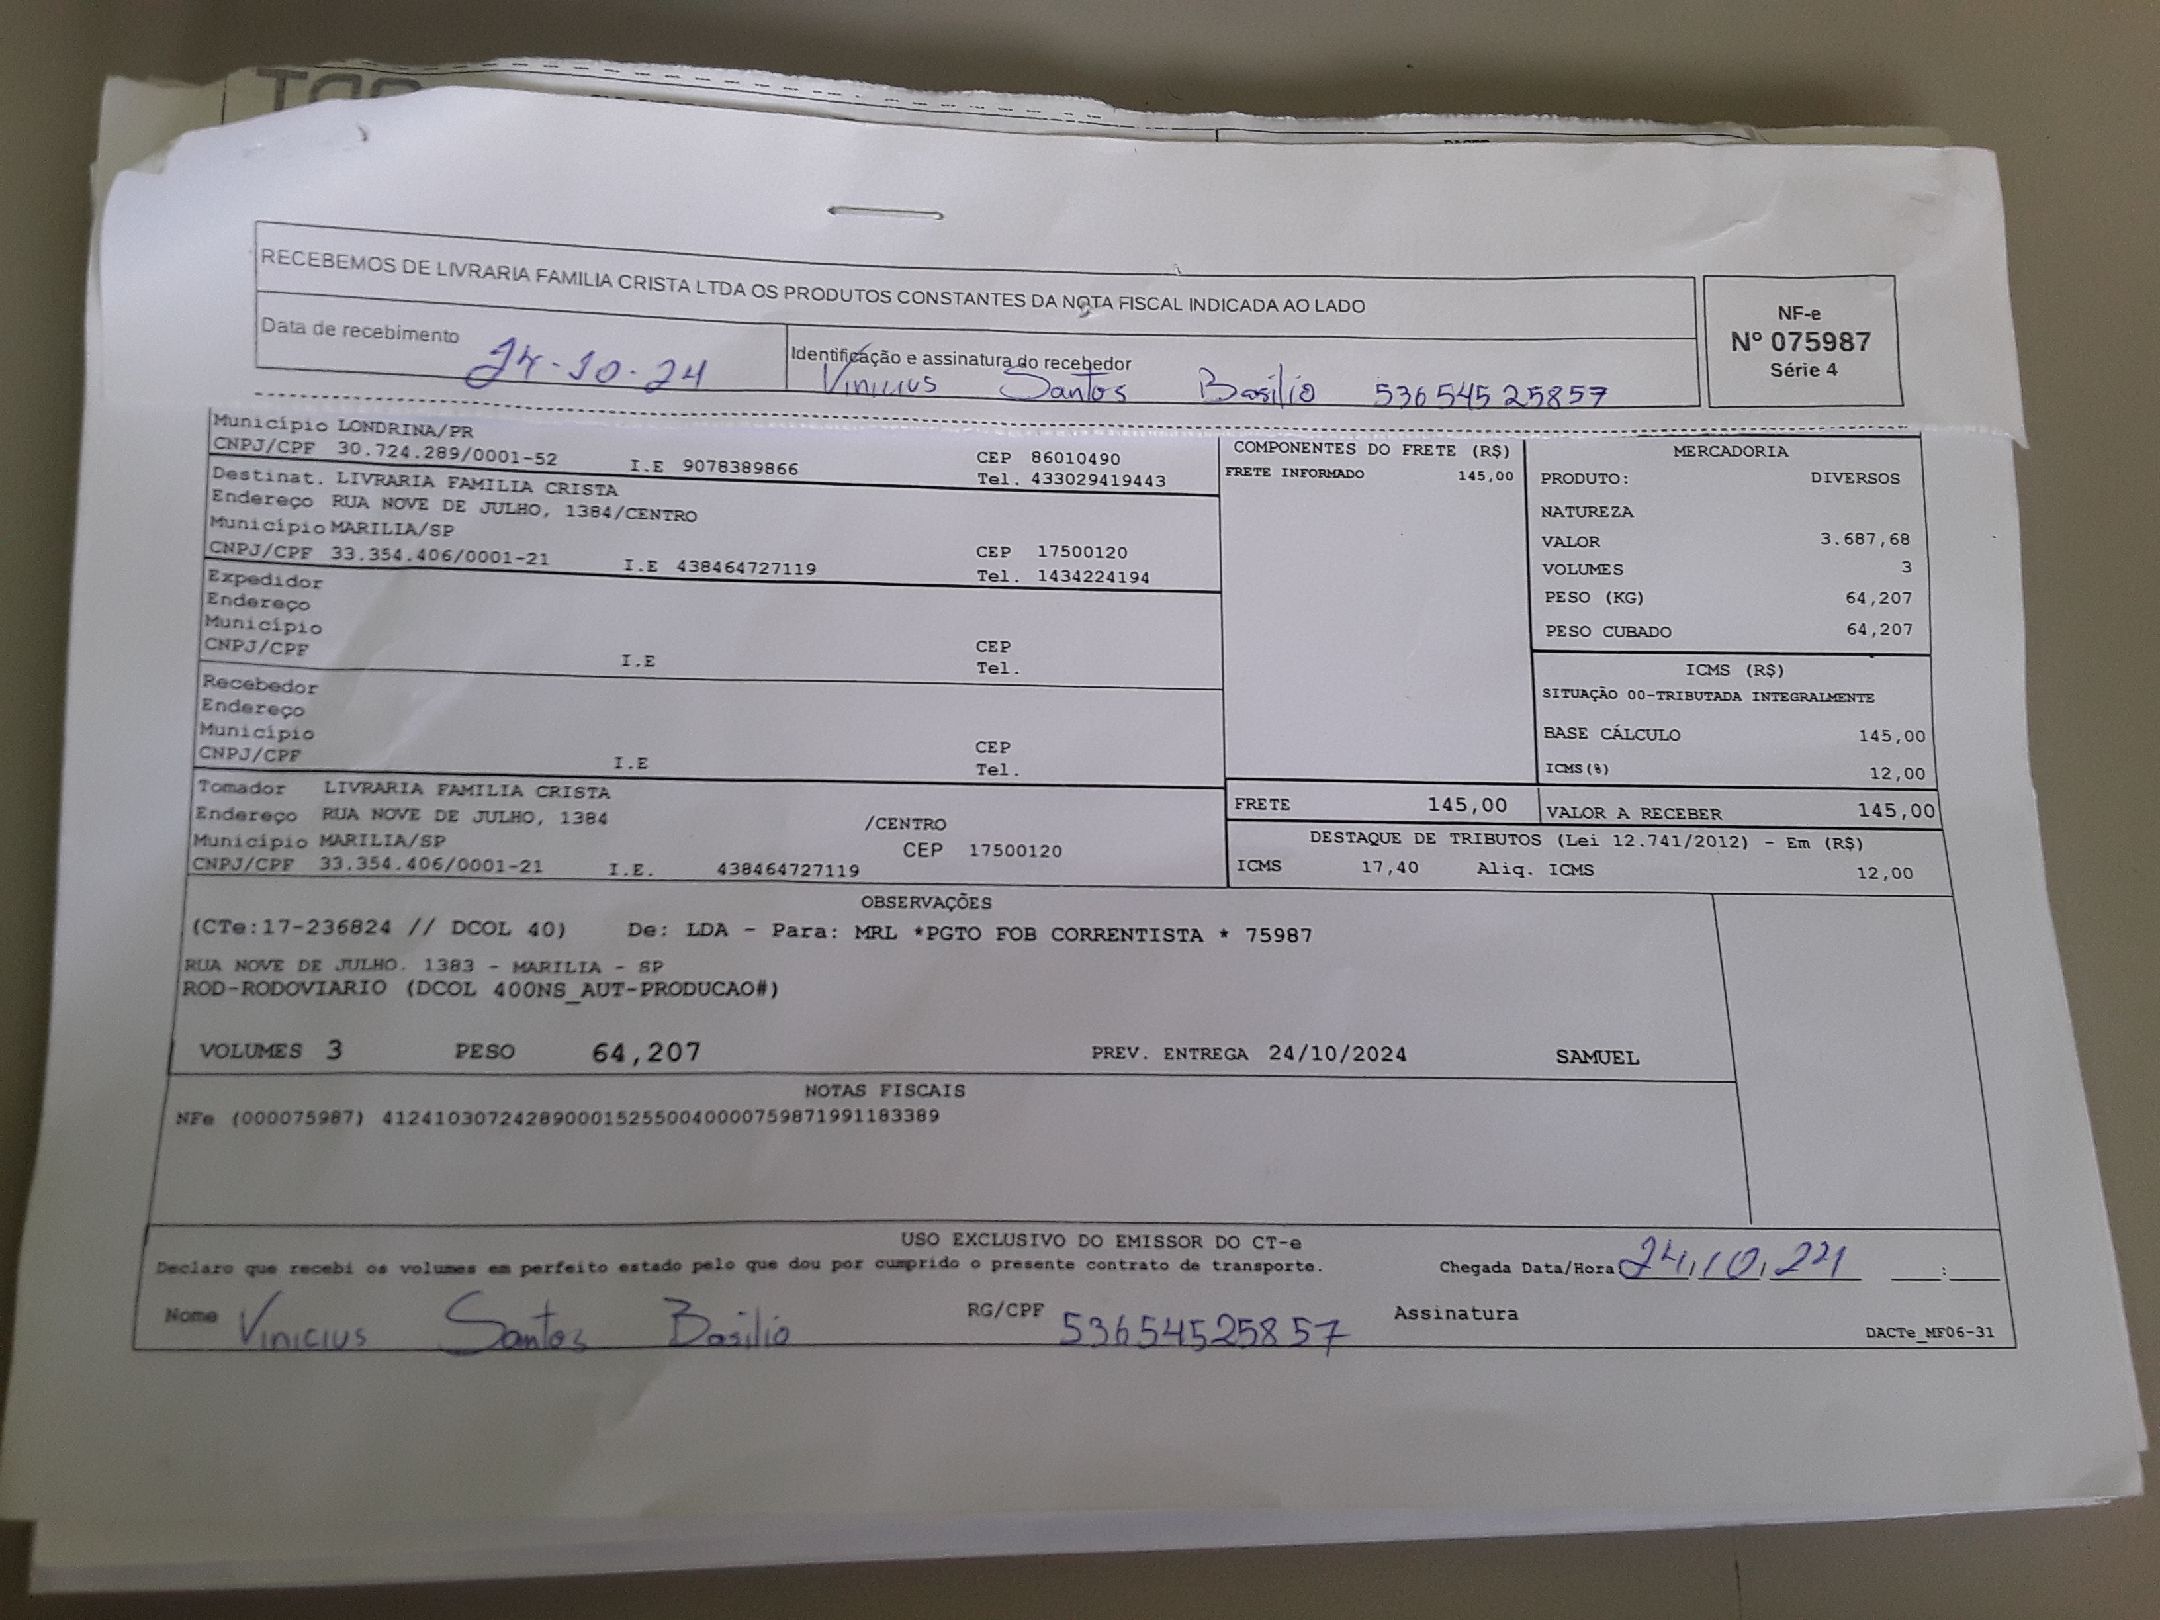 RECEBEMOS DE LIVRARIA FAMILIA CRISTA LTDA OS PRODUTOS CONSTANTES DA NOTA FISCAL INDICADA AO LADO
Data de recebimento 24-10-24
Identificação e assinatura do recebedor
Vinicius Santos Basilio 53654525857
NF-e
Nº 075987
Série 4
Município LONDRINA/PR
CNPJ/CPF 30.724.289/0001-52 I.E 9078389866 CEP 86010490
Tel. 433029419443
Destinat. LIVRARIA FAMILIA CRISTA
Endereço RUA NOVE DE JULHO, 1384/CENTRO
Município MARILIA/SP
CNPJ/CPF 33.354.406/0001-21 I.E 438464727119 CEP 17500120
Tel. 1434224194
Expedidor
Endereço
Município
CNPJ/CPF I.E CEP
Tel.
Recebedor
Endereço
Município
CNPJ/CPF I.E CEP
Tel.
Tomador LIVRARIA FAMILIA CRISTA
Endereço RUA NOVE DE JULHO, 1384 /CENTRO
Município MARILIA/SP CEP 17500120
CNPJ/CPF 33.354.406/0001-21 I.E. 438464727119
COMPONENTES DO FRETE (R$)
FRETE INFORMADO 145,00
MERCADORIA
PRODUTO: DIVERSOS
NATUREZA
VALOR 3.687,68
VOLUMES 3
PESO (KG) 64,207
PESO CUBADO 64,207
ICMS (R$)
SITUAÇÃO 00-TRIBUTADA INTEGRALMENTE
BASE CÁLCULO 145,00
ICMS(%) 12,00
FRETE 145,00 VALOR A RECEBER 145,00
DESTAQUE DE TRIBUTOS (Lei 12.741/2012) - Em (R$)
ICMS 17,40 Aliq. ICMS 12,00
OBSERVAÇÕES
(CTe:17-236824 // DCOL 40) De: LDA - Para: MRL *PGTO FOB CORRENTISTA * 75987
RUA NOVE DE JULHO. 1383 - MARILIA - SP
ROD-RODOVIARIO (DCOL 400NS_AUT-PRODUCAO#)
VOLUMES 3 PESO 64,207 PREV. ENTREGA 24/10/2024 SAMUEL
NOTAS FISCAIS
NFe (000075987) 41241030724289000152550040000759871991183389
USO EXCLUSIVO DO EMISSOR DO CT-e
Declaro que recebi os volumes em perfeito estado pelo que dou por cumprido o presente contrato de transporte. Chegada Data/Hora 24,10,24 :
Nome Vinicius Santos Basilio RG/CPF 53654525857 Assinatura
DACTe_MF06-31